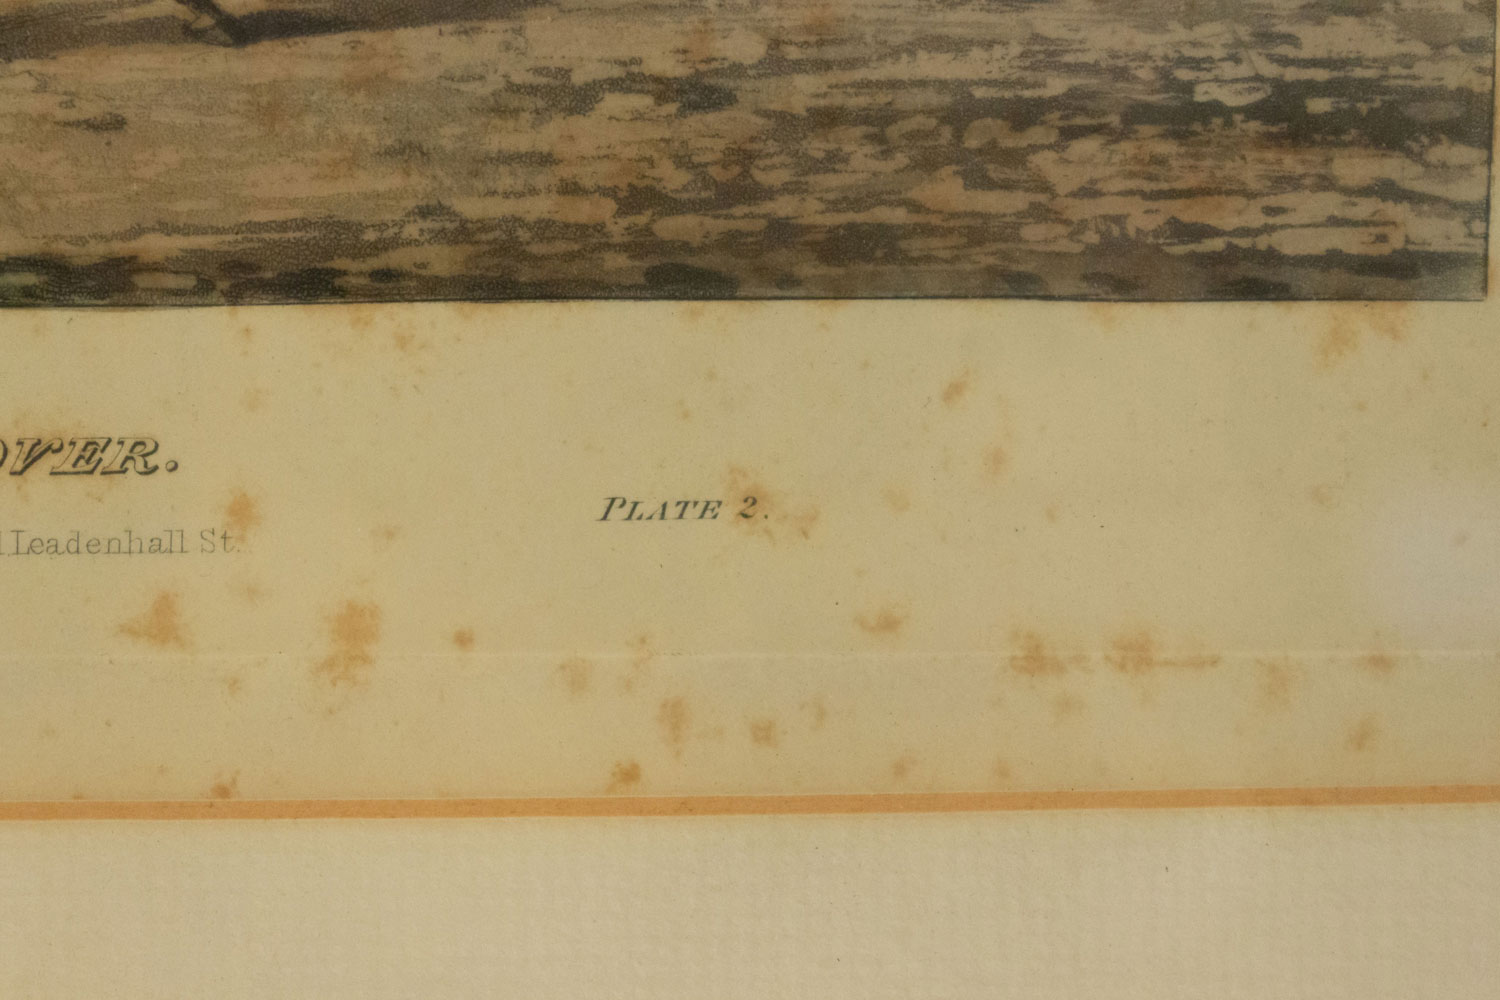 OVER.
Leadenhall St.
PLATE 2.